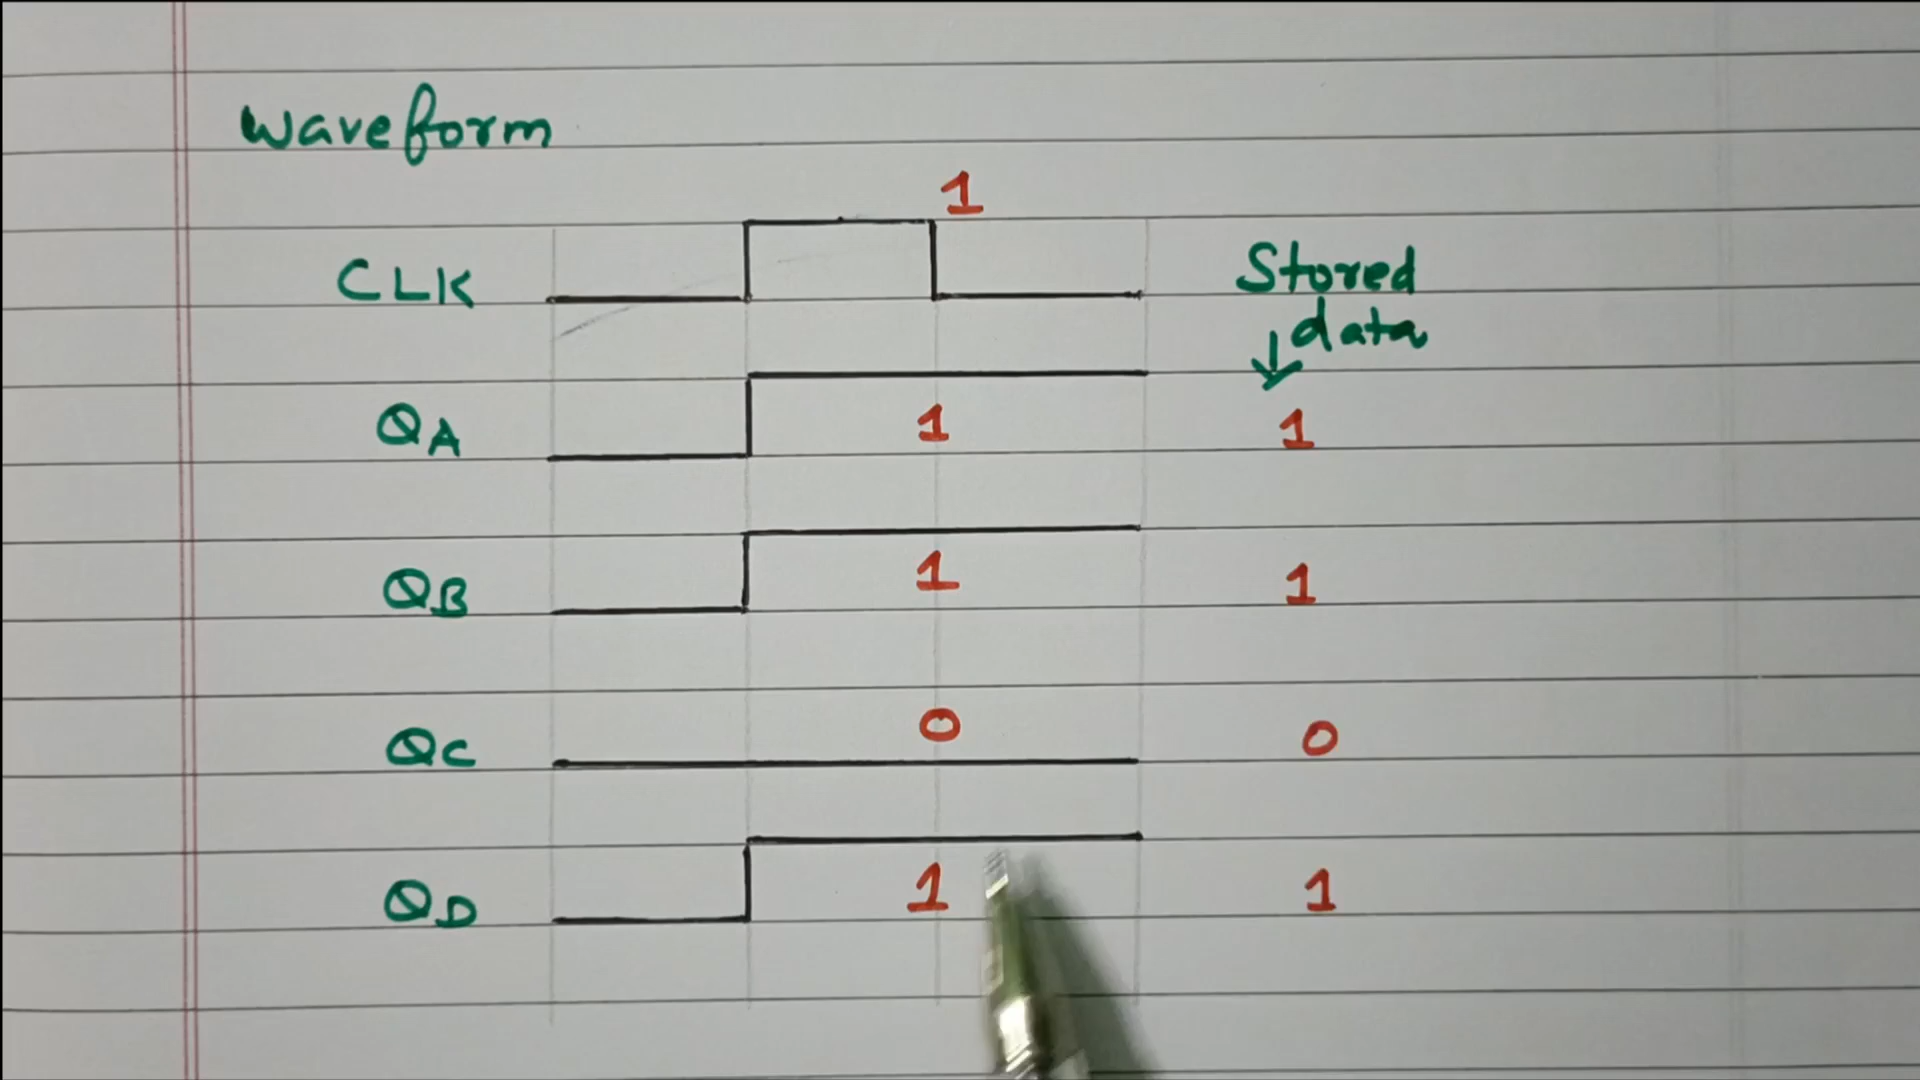 Waveform
1
CLK
Stored
data
QA 1 1
QB 1 1
QC 0 0
QD 1 1